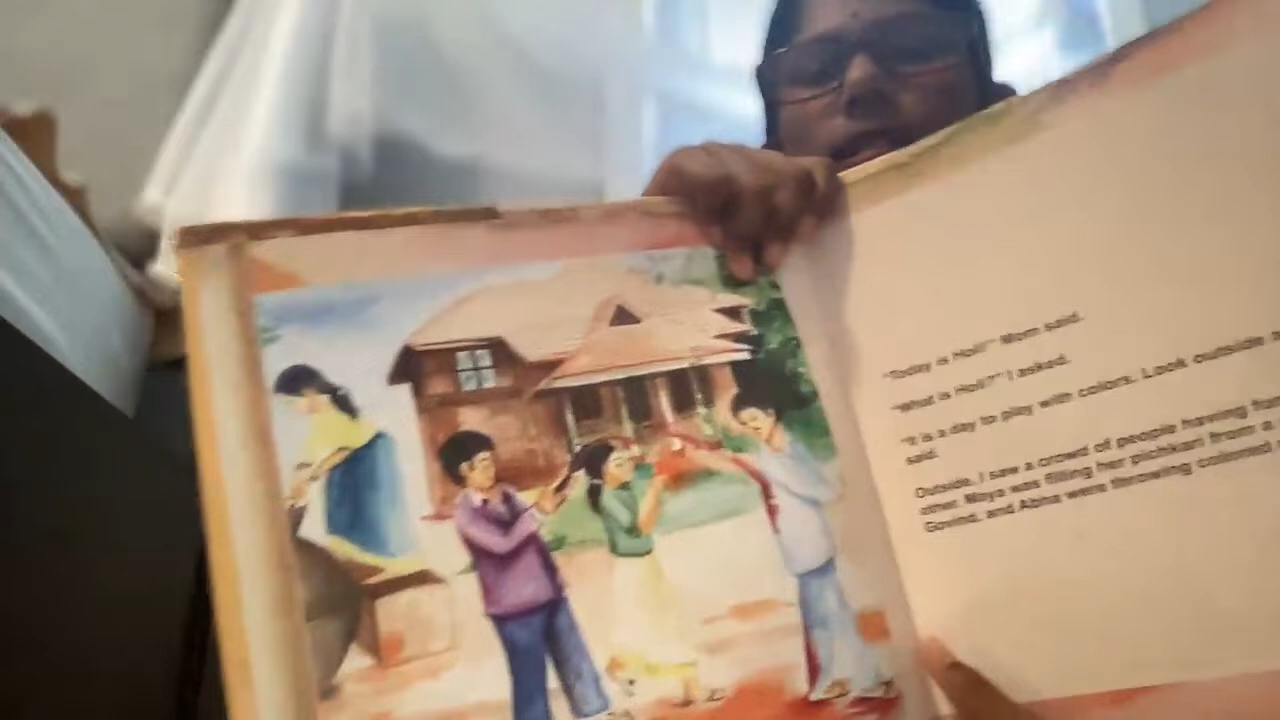 "Today is Holi!" Mom said.
"What is Holi?" I asked.
"It is a day to play with colors. Look outside
said.
Outside, I saw a crowd of people having fun
other. Maya was filling her pichkari from a
Govind, and Abha were throwing colored